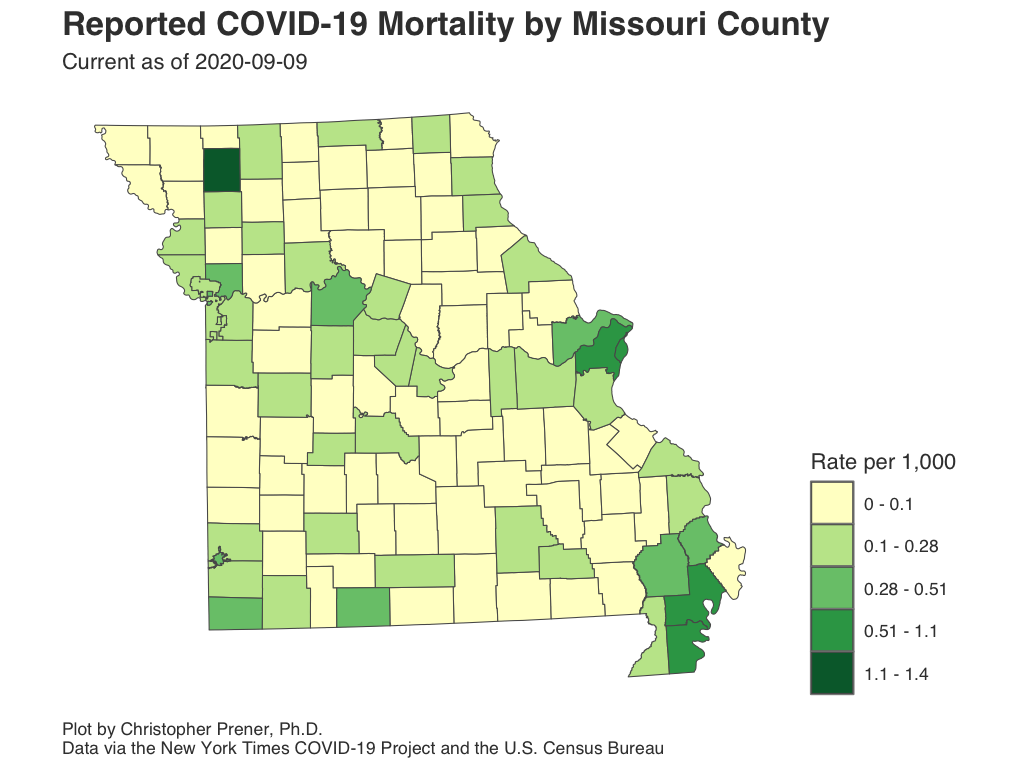 Reported COVID-19 Mortality by Missouri County
Current as of 2020-09-09
Rate per 1,000
0 - 0.1
0.1 - 0.28
0.28 - 0.51
0.51 - 1.1
1.1 - 1.4
Plot by Christopher Prener, Ph.D.
Data via the New York Times COVID-19 Project and the U.S. Census Bureau